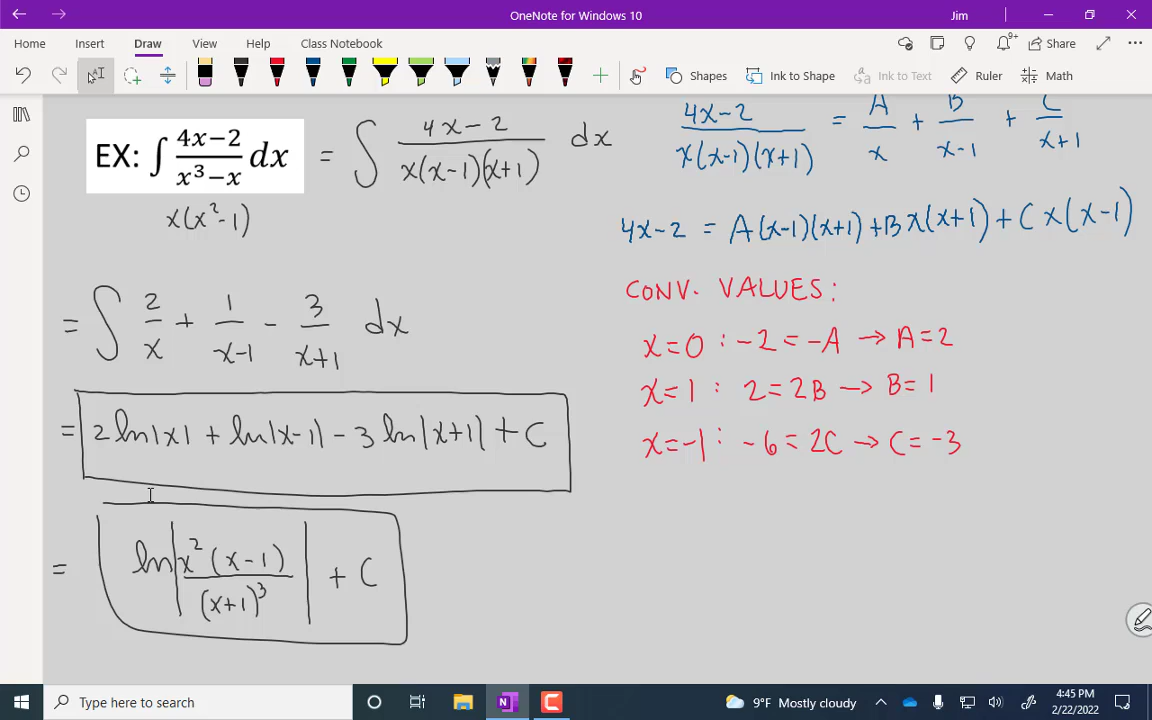 OneNote for Windows 10
Jim
Home Insert Draw View Help Class Notebook
9+ Share
Shapes Ink to Shape Ink to Text Ruler Math
EX: ∫ (4x−2)/(x³−x) dx = ∫ (4x-2)/(x(x-1)(x+1)) dx
x(x²-1)
= ∫ 2/x + 1/(x-1) - 3/(x+1) dx
= 2 ln|x| + ln|x-1| - 3 ln|x+1| + C
= ln|x²(x-1)/(x+1)³| + C
(4x-2)/(x(x-1)(x+1)) = A/x + B/(x-1) + C/(x+1)
4x-2 = A(x-1)(x+1) + Bx(x+1) + Cx(x-1)
CONV. VALUES:
x=0 : -2 = -A → A=2
x=1 : 2=2B → B=1
x=-1 : -6=2C → C=-3
Type here to search
9°F Mostly cloudy
4:45 PM
2/22/2022